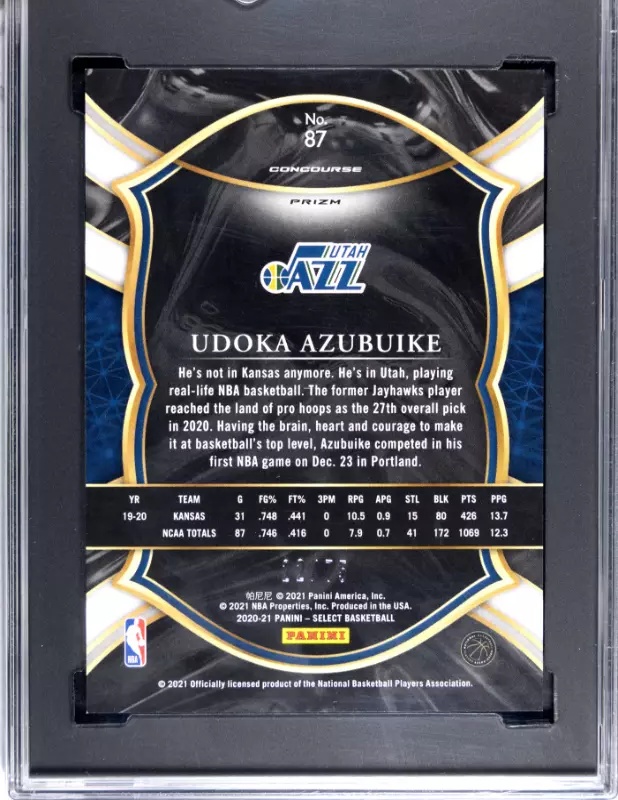 No.
87
CONCOURSE
PRIZM
UTAH
JAZZ
UDOKA AZUBUIKE
He's not in Kansas anymore. He's in Utah, playing
real-life NBA basketball. The former Jayhawks player
reached the land of pro hoops as the 27th overall pick
in 2020. Having the brain, heart and courage to make
it at basketball's top level, Azubuike competed in his
first NBA game on Dec. 23 in Portland.
YR TEAM G FG% FT% 3PM RPG APG STL BLK PTS PPG
19-20 KANSAS 31 .748 .441 0 10.5 0.9 15 80 426 13.7
NCAA TOTALS 87 .746 .416 0 7.9 0.7 41 172 1069 12.3
帕尼尼 © 2021 Panini America, Inc.
© 2021 NBA Properties, Inc. Produced in the USA.
2020-21 PANINI – SELECT BASKETBALL
PANINI
NBA
© 2021 Officially licensed product of the National Basketball Players Association.